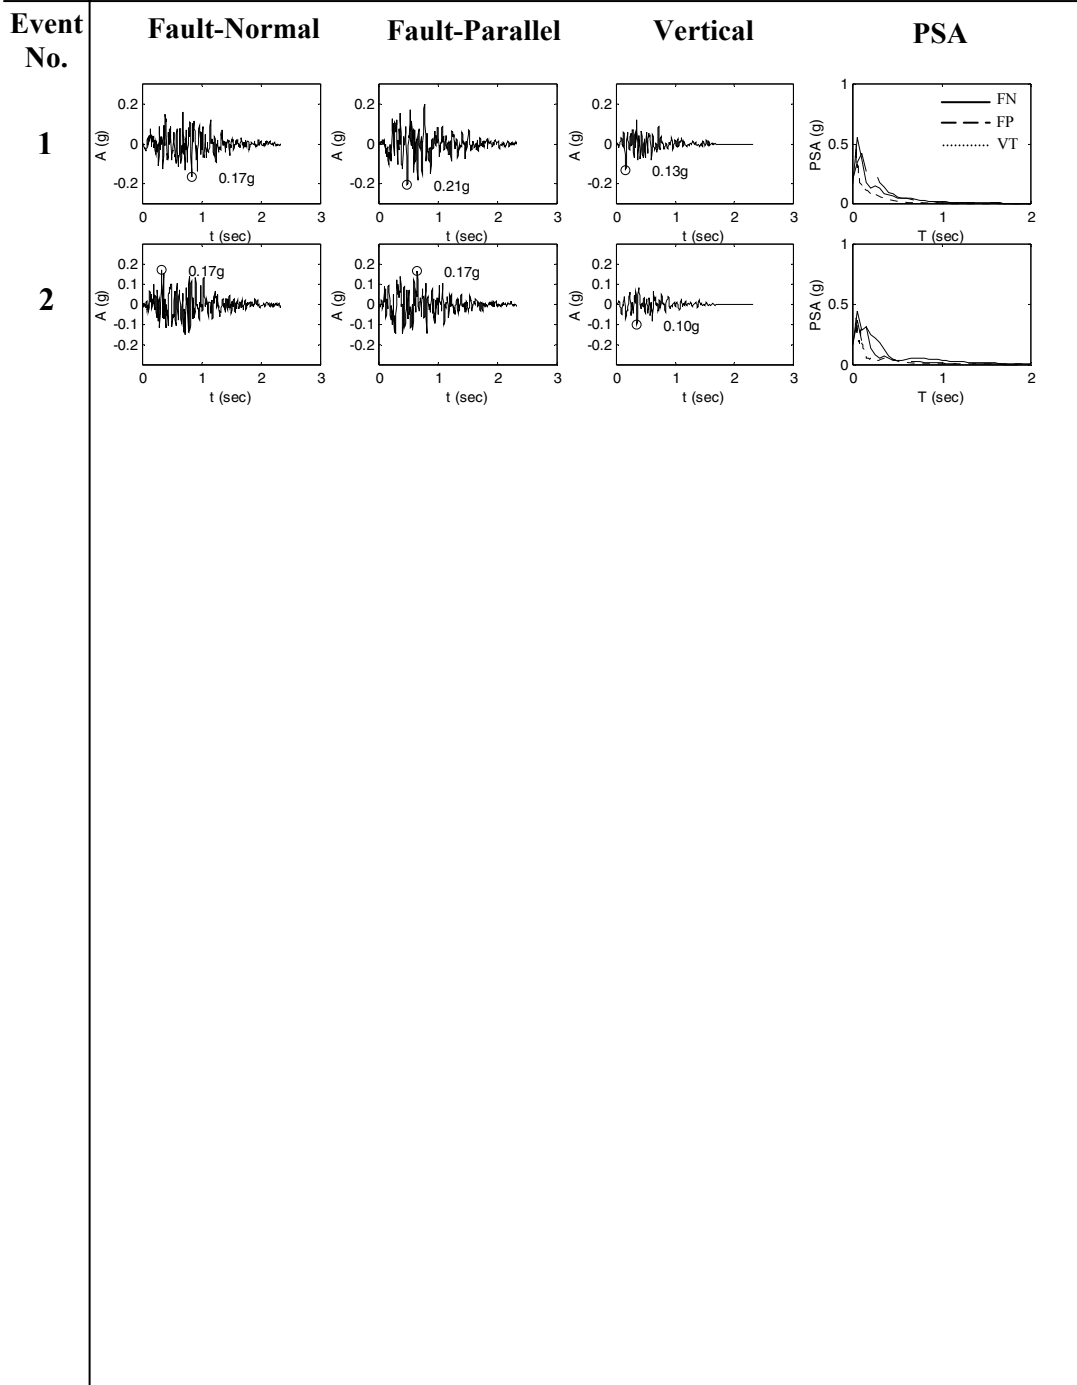 Event No.
Fault-Normal
Fault-Parallel
Vertical
PSA
1
0.2
0
-0.2
A (g)
0.17g
0
1
2
3
t (sec)
0.2
0
-0.2
A (g)
0.21g
0
1
2
3
t (sec)
0.2
0
-0.2
A (g)
0.13g
0
1
2
3
t (sec)
1
0.5
0
PSA (g)
FN
FP
VT
0
1
2
T (sec)
2
0.2
0.1
0
-0.1
-0.2
A (g)
0.17g
0
1
2
3
t (sec)
0.2
0.1
0
-0.1
-0.2
A (g)
0.17g
0
1
2
3
t (sec)
0.2
0.1
0
-0.1
-0.2
A (g)
0.10g
0
1
2
3
t (sec)
1
0.5
0
PSA (g)
0
1
2
T (sec)